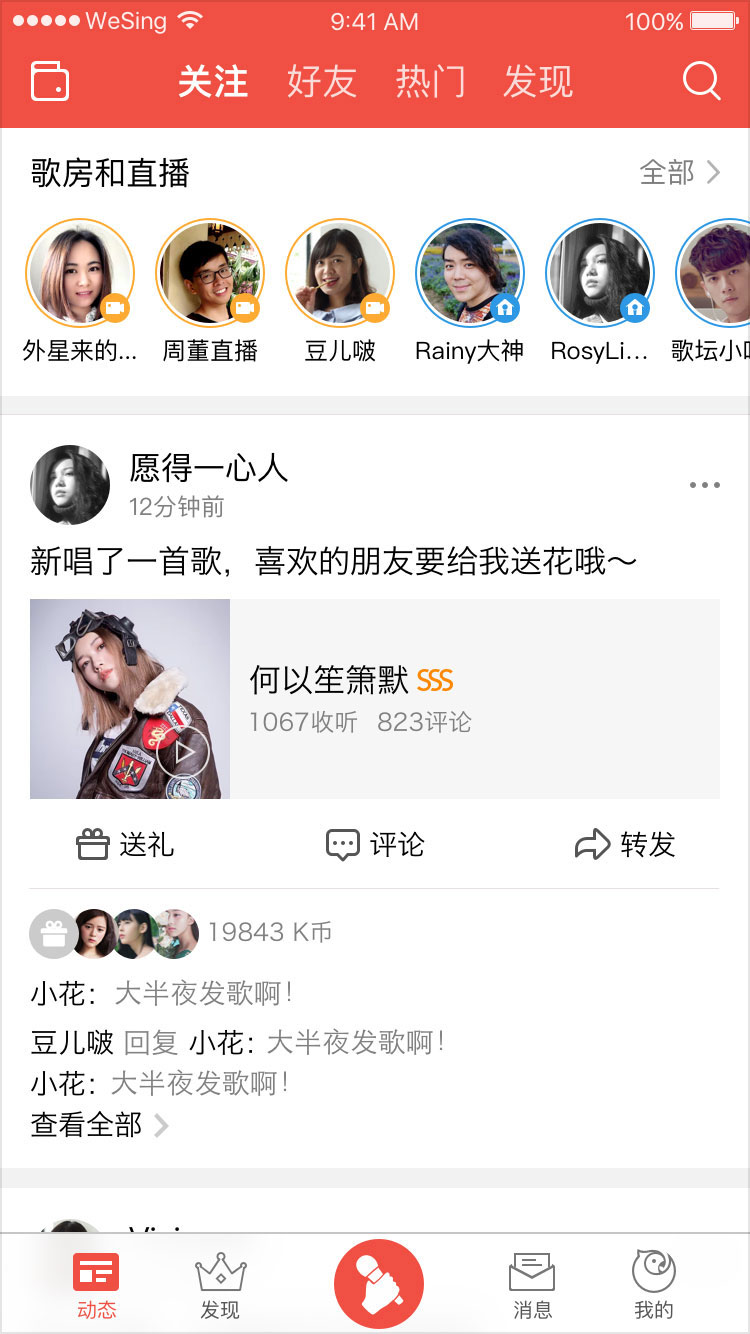 WeSing 9:41 AM 100%
关注 好友 热门 发现
歌房和直播 全部
外星来的... 周董直播 豆儿啵 Rainy大神 RosyLi... 歌坛小
愿得一心人
12分钟前
新唱了一首歌，喜欢的朋友要给我送花哦～
何以笙箫默 SSS
1067收听 823评论
送礼 评论 转发
19843 K币
小花：大半夜发歌啊！
豆儿啵 回复 小花：大半夜发歌啊！
小花：大半夜发歌啊！
查看全部
动态 发现 消息 我的